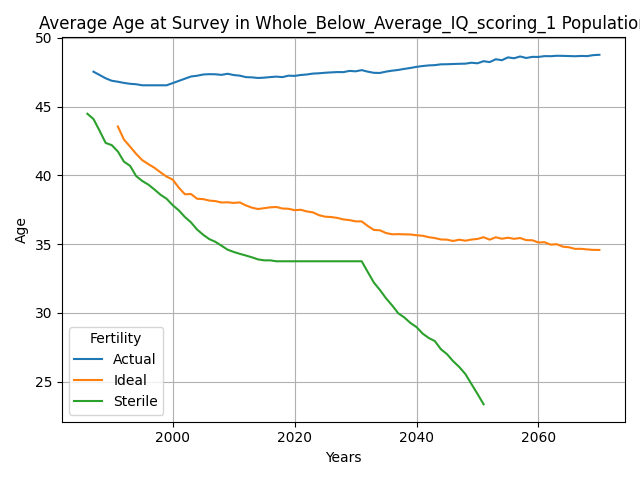 Average Age at Survey in Whole_Below_Average_IQ_scoring_1 Population
50
45
40
35
30
25
Age
2000 2020 2040 2060
Years
Fertility
Actual
Ideal
Sterile